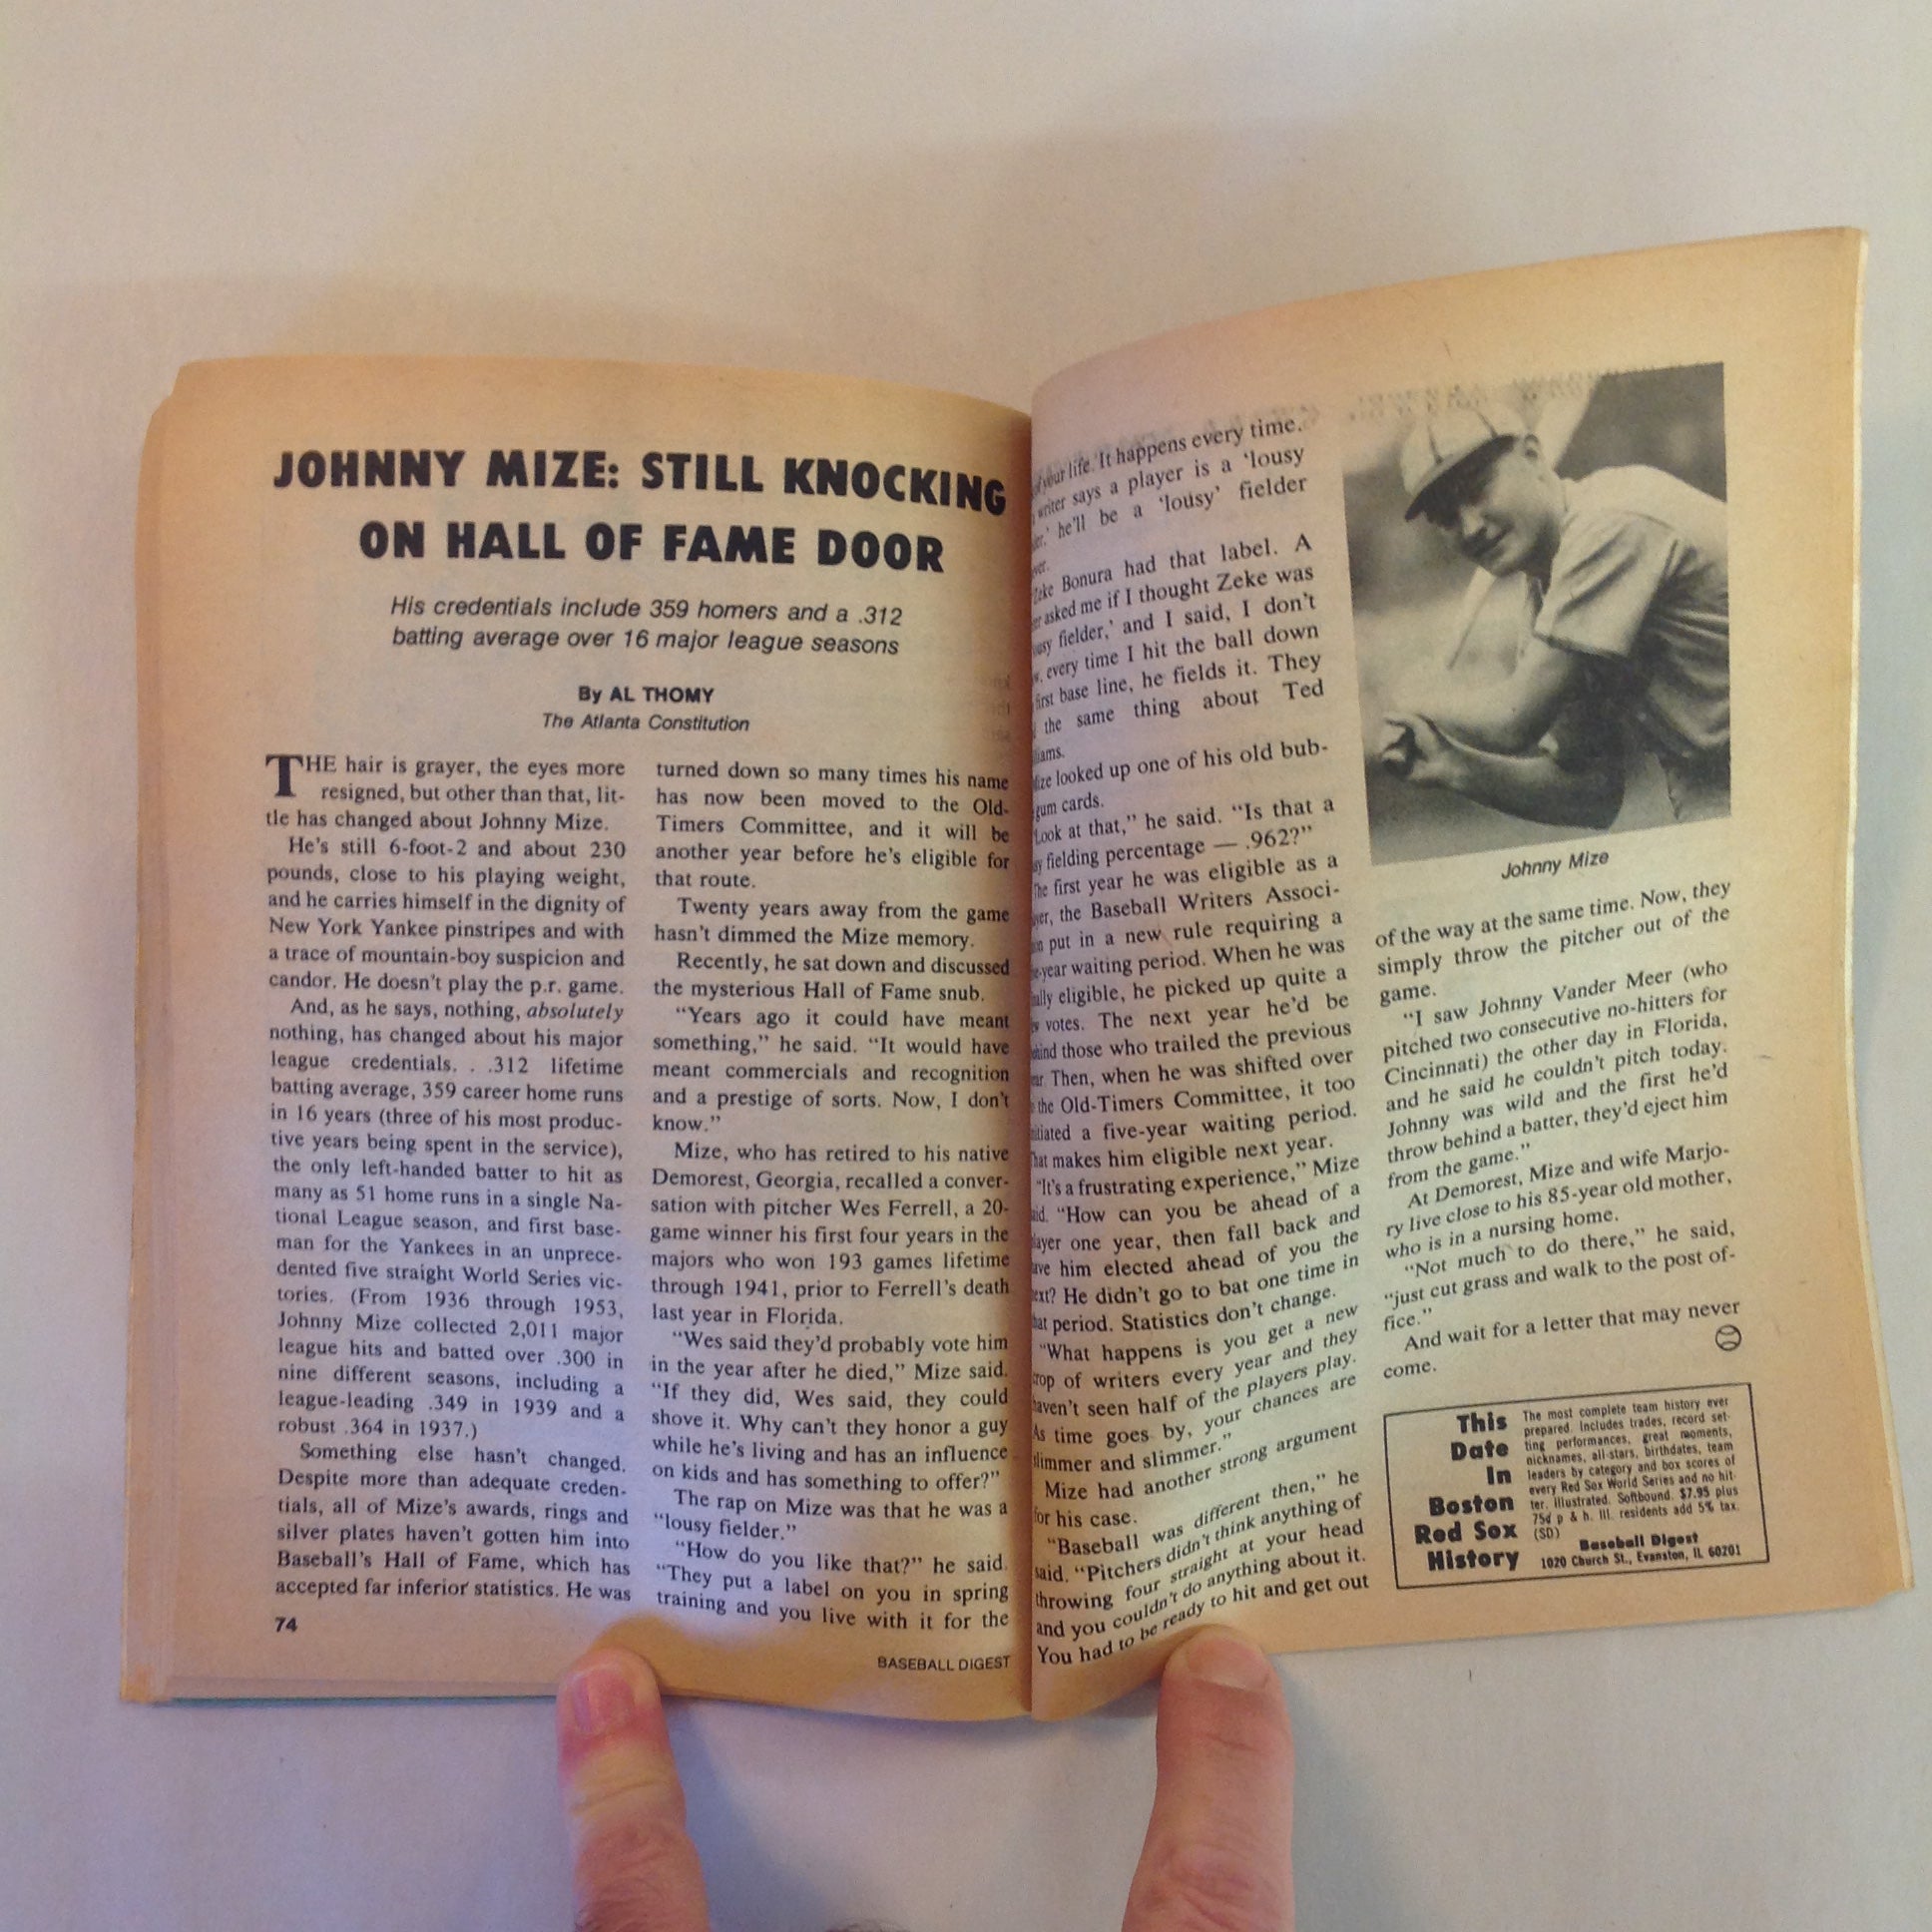 JOHNNY MIZE: STILL KNOCKING
ON HALL OF FAME DOOR
His credentials include 359 homers and a .312
batting average over 16 major league seasons
By AL THOMY
The Atlanta Constitution
THE hair is grayer, the eyes more
resigned, but other than that, lit-
tle has changed about Johnny Mize.
He's still 6-foot-2 and about 230
pounds, close to his playing weight,
and he carries himself in the dignity of
New York Yankee pinstripes and with
a trace of mountain-boy suspicion and
candor. He doesn't play the p.r. game.
And, as he says, nothing, absolutely
nothing, has changed about his major
league credentials. . .312 lifetime
batting average, 359 career home runs
in 16 years (three of his most produc-
tive years being spent in the service),
the only left-handed batter to hit as
many as 51 home runs in a single Na-
tional League season, and first base-
man for the Yankees in an unprece-
dented five straight World Series vic-
tories. (From 1936 through 1953,
Johnny Mize collected 2,011 major
league hits and batted over .300 in
nine different seasons, including a
league-leading .349 in 1939 and a
robust .364 in 1937.)
Something else hasn't changed.
Despite more than adequate creden-
tials, all of Mize's awards, rings and
silver plates haven't gotten him into
Baseball's Hall of Fame, which has
accepted far inferior statistics. He was
turned down so many times his name
has now been moved to the Old-
Timers Committee, and it will be
another year before he's eligible for
that route.
Twenty years away from the game
hasn't dimmed the Mize memory.
Recently, he sat down and discussed
the mysterious Hall of Fame snub.
"Years ago it could have meant
something," he said. "It would have
meant commercials and recognition
and a prestige of sorts. Now, I don't
know."
Mize, who has retired to his native
Demorest, Georgia, recalled a conver-
sation with pitcher Wes Ferrell, a 20-
game winner his first four years in the
majors who won 193 games lifetime
through 1941, prior to Ferrell's death
last year in Florida.
"Wes said they'd probably vote him
in the year after he died," Mize said.
"If they did, Wes said, they could
shove it. Why can't they honor a guy
while he's living and has an influence
on kids and has something to offer?"
The rap on Mize was that he was a
"lousy fielder."
"How do you like that?" he said.
"They put a label on you in spring
training and you live with it for the
74
BASEBALL DIGEST
of your life. It happens every time.
writer says a player is a 'lousy
he'll be a 'lousy' fielder
Zeke Bonura had that label. A
asked me if I thought Zeke was
fielder,' and I said, I don't
every time I hit the ball down
first base line, he fields it. They
the same thing about Ted
Mize looked up one of his old bub-
gum cards.
"Look at that," he said. "Is that a
fielding percentage — .962?"
The first year he was eligible as a
the Baseball Writers Associ-
put in a new rule requiring a
year waiting period. When he was
eligible, he picked up quite a
votes. The next year he'd be
behind those who trailed the previous
Then, when he was shifted over
the Old-Timers Committee, it too
initiated a five-year waiting period.
That makes him eligible next year.
"It's a frustrating experience," Mize
said. "How can you be ahead of a
player one year, then fall back and
have him elected ahead of you the
next? He didn't go to bat one time in
that period. Statistics don't change.
"What happens is you get a new
crop of writers every year and they
haven't seen half of the players play.
As time goes by, your chances are
slimmer and slimmer."
Mize had another strong argument
for his case.
"Baseball was different then," he
said. "Pitchers didn't think anything of
throwing four straight at your head
and you couldn't do anything about it.
You had to be ready to hit and get out
Johnny Mize
of the way at the same time. Now, they
simply throw the pitcher out of the
game.
"I saw Johnny Vander Meer (who
pitched two consecutive no-hitters for
Cincinnati) the other day in Florida,
and he said he couldn't pitch today.
Johnny was wild and the first he'd
throw behind a batter, they'd eject him
from the game."
At Demorest, Mize and wife Marjo-
ry live close to his 85-year old mother,
who is in a nursing home.
"Not much to do there," he said,
"just cut grass and walk to the post of-
fice."
And wait for a letter that may never
come.
This
Date
In
Boston
Red Sox
History
The most complete team history ever
prepared. Includes trades, record set-
ting performances, great moments,
nicknames, all-stars, birthdates, team
leaders by category and box scores of
every Red Sox World Series and no hit-
ter. Illustrated. Softbound. $7.95 plus
75¢ p & h. Ill. residents add 5% tax.
(SD)
Baseball Digest
1020 Church St., Evanston, IL 60201